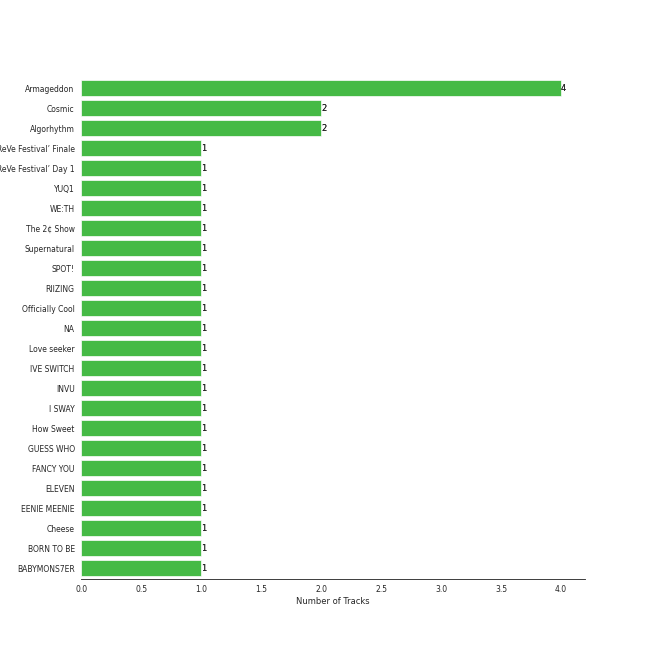 Armageddon 4
Cosmic 2
Algorhythm 2
ReVe Festival' Finale 1
ReVe Festival' Day 1 1
YUQ1 1
WE:TH 1
The 2¢ Show 1
Supernatural 1
SPOT! 1
RIIZING 1
Officially Cool 1
NA 1
Love seeker 1
IVE SWITCH 1
INVU 1
I SWAY 1
How Sweet 1
GUESS WHO 1
FANCY YOU 1
ELEVEN 1
EENIE MEENIE 1
Cheese 1
BORN TO BE 1
BABYMONS7ER 1
0.0 0.5 1.0 1.5 2.0 2.5 3.0 3.5 4.0
Number of Tracks